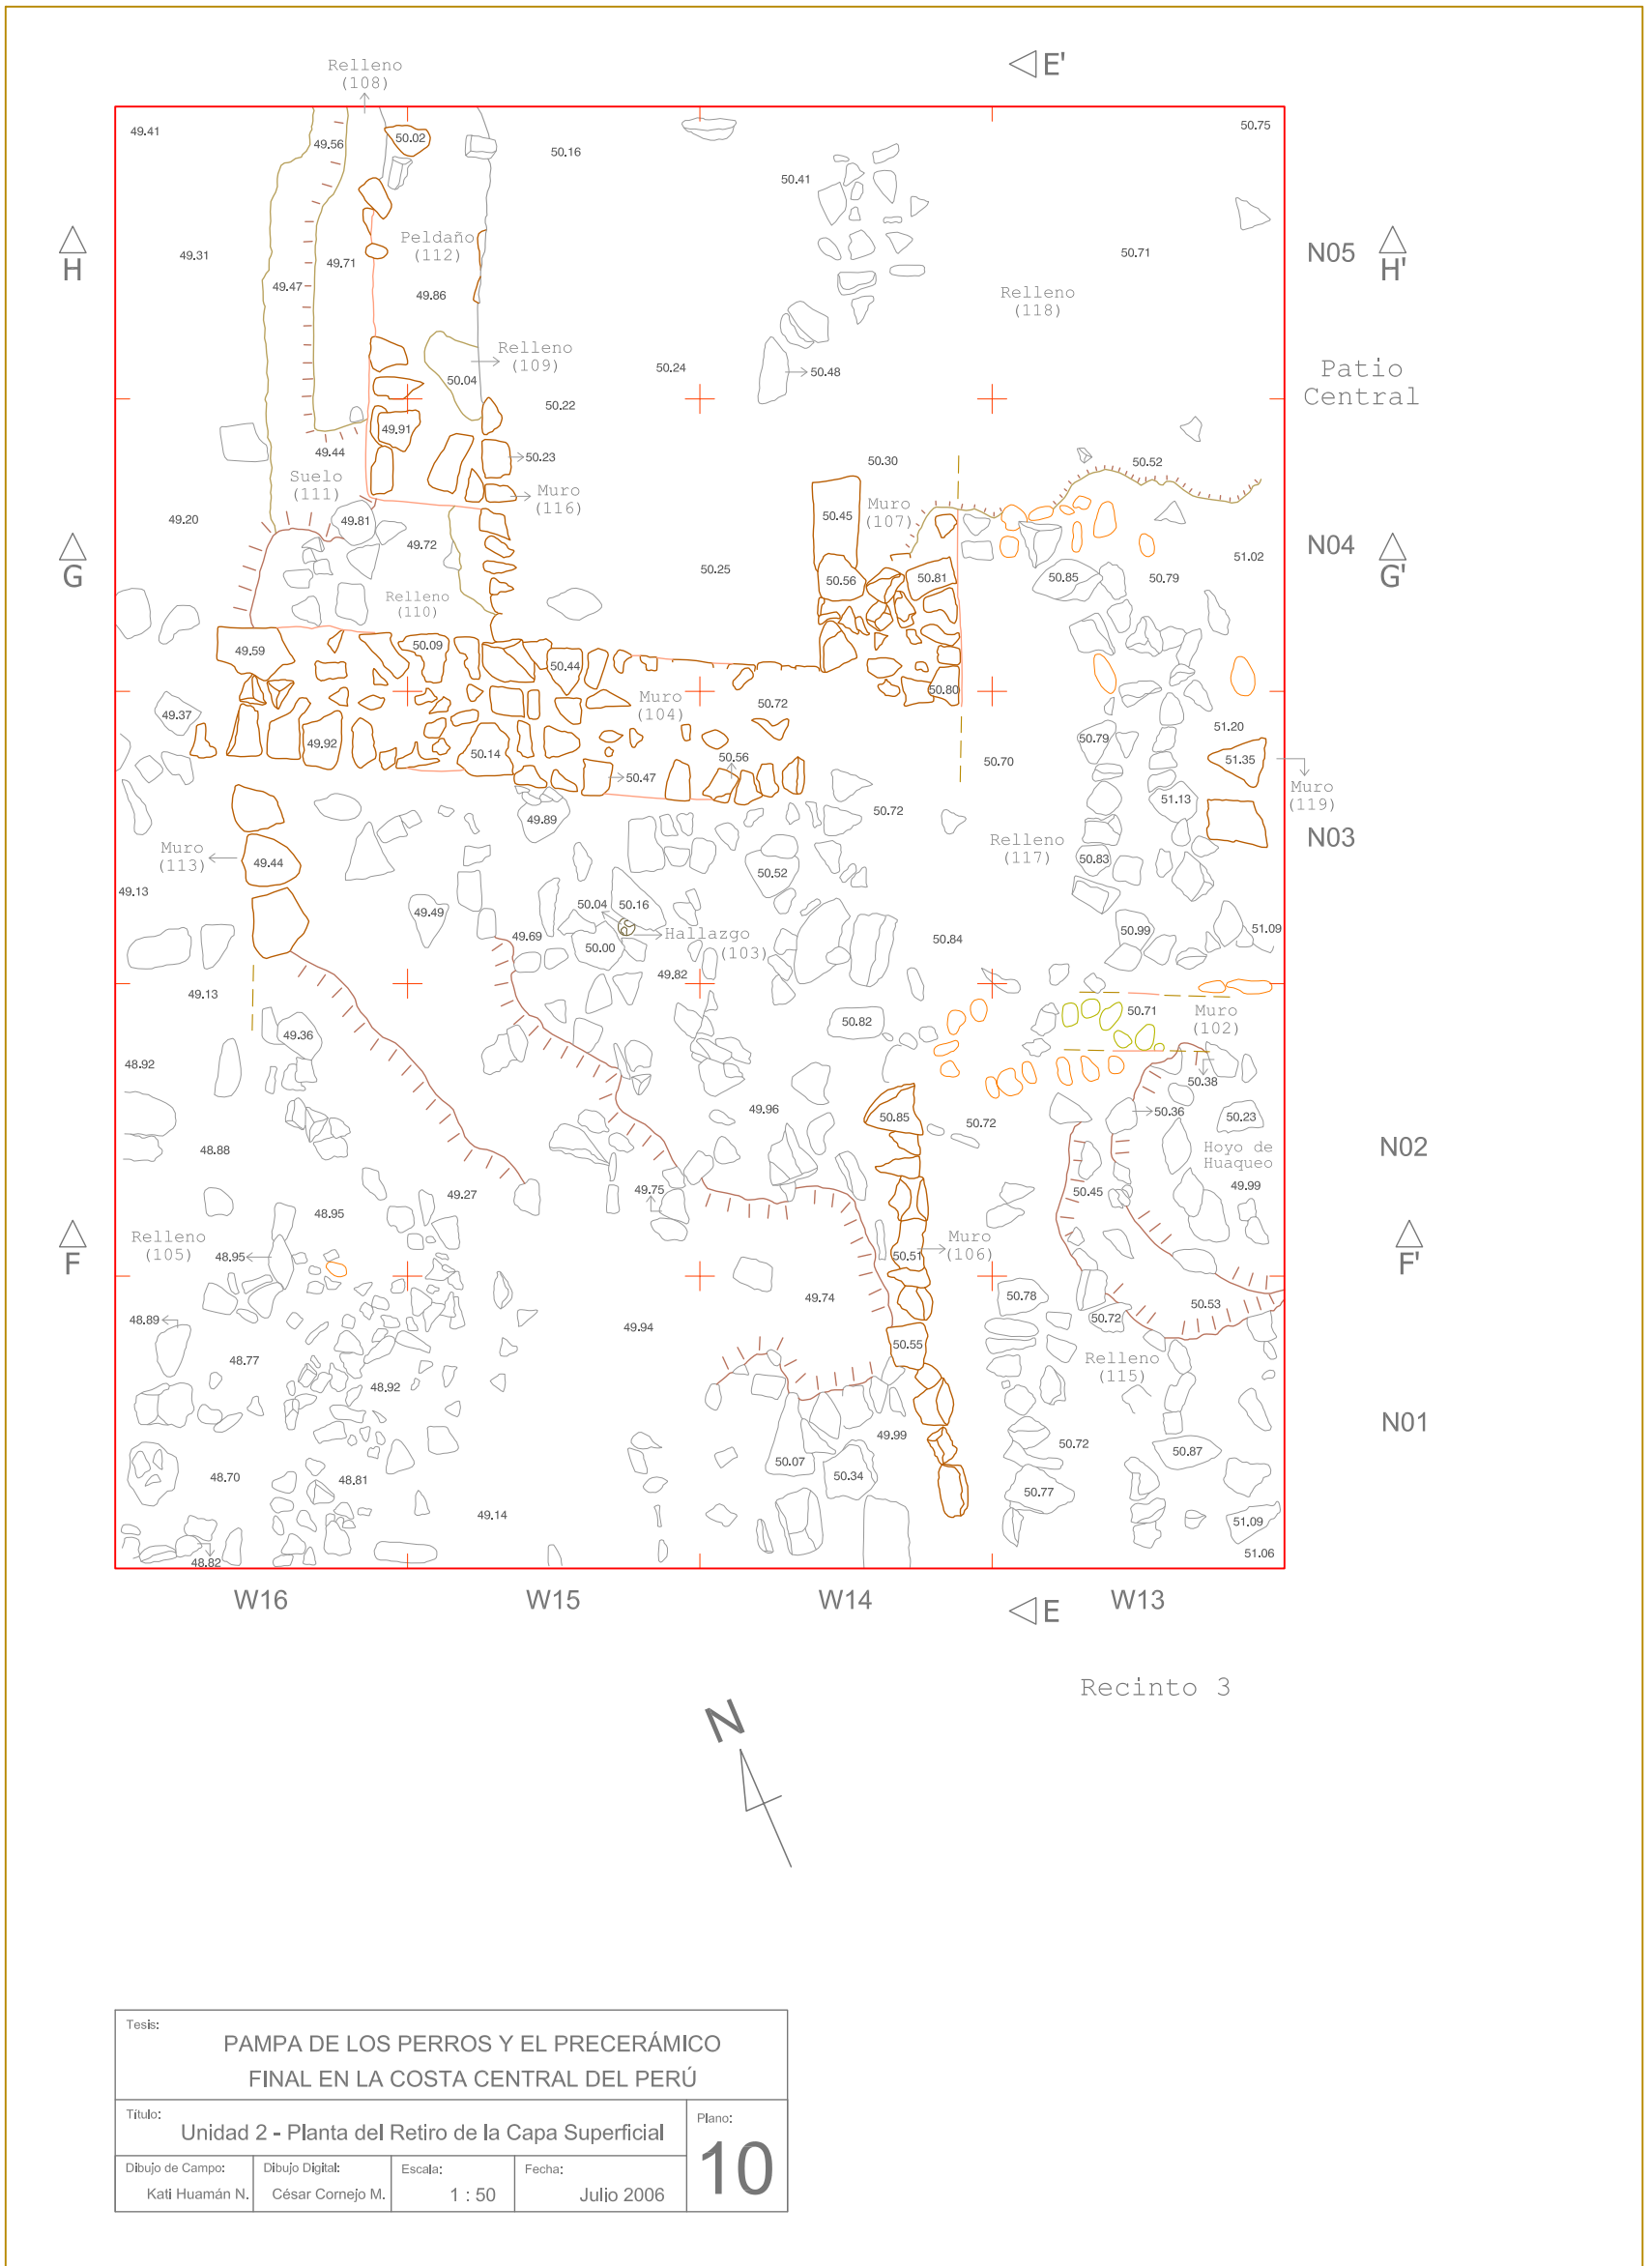 E'
Relleno
(108)
49.41
49.56
50.02
50.16
50.41
50.75
H
49.31
49.47
49.71
Peldaño
(112)
49.86
50.71
N05
H'
Relleno
(118)
Relleno
(109)
50.04
50.24
50.48
Patio
Central
50.22
49.91
49.44
50.23
50.30
50.52
Suelo
(111)
Muro
(116)
49.20
49.81
49.72
50.45
Muro
(107)
G
50.25
50.56
50.81
50.85
50.79
51.02
N04
G'
Relleno
(110)
49.59
50.09
50.44
50.80
49.37
Muro
(104)
50.72
51.20
49.92
50.14
50.47
50.56
50.70
50.79
51.35
Muro
(119)
51.13
49.89
50.72
N03
Muro
(113)
49.44
50.52
Relleno
(117)
50.83
49.13
49.49
50.04
50.16
49.69
50.00
Hallazgo
(103)
50.84
50.99
51.09
49.82
49.13
49.36
50.82
50.71
Muro
(102)
48.92
50.38
49.96
50.85
50.72
50.36
50.23
48.88
Hoyo de
Huaqueo
N02
49.27
49.75
50.45
49.99
48.95
F
Relleno
(105)
48.95
50.51
Muro
(106)
F'
49.74
50.78
50.53
48.89
49.94
50.55
50.72
48.77
48.92
Relleno
(115)
49.99
50.72
50.87
N01
48.70
48.81
50.07
50.34
50.77
49.14
51.09
48.82
51.06
W16
W15
W14
W13
E
Recinto 3
N
Tesis:
PAMPA DE LOS PERROS Y EL PRECERÁMICO
FINAL EN LA COSTA CENTRAL DEL PERÚ
Título:
Unidad 2 - Planta del Retiro de la Capa Superficial
Plano:
10
Dibujo de Campo:
Kati Huamán N.
Dibujo Digital:
César Cornejo M.
Escala:
1 : 50
Fecha:
Julio 2006